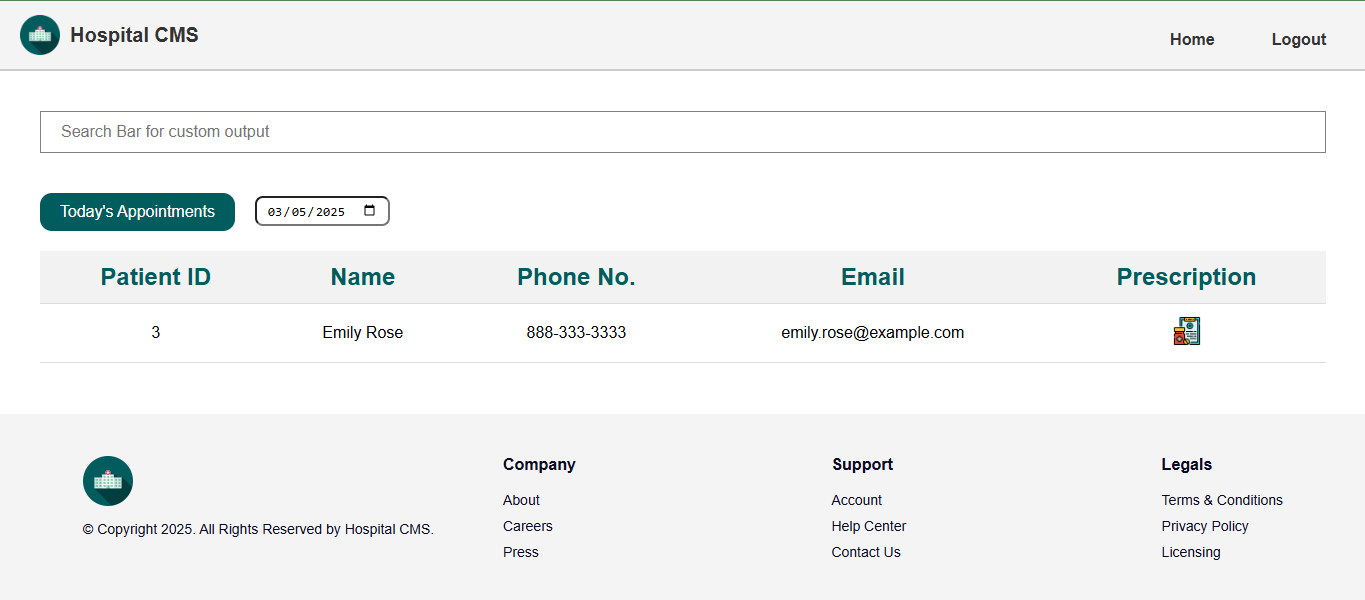 Hospital CMS
Home Logout
Search Bar for custom output
Today's Appointments 03/05/2025
Patient ID Name Phone No. Email Prescription
3 Emily Rose 888-333-3333 emily.rose@example.com
© Copyright 2025. All Rights Reserved by Hospital CMS.
Company
About
Careers
Press
Support
Account
Help Center
Contact Us
Legals
Terms & Conditions
Privacy Policy
Licensing